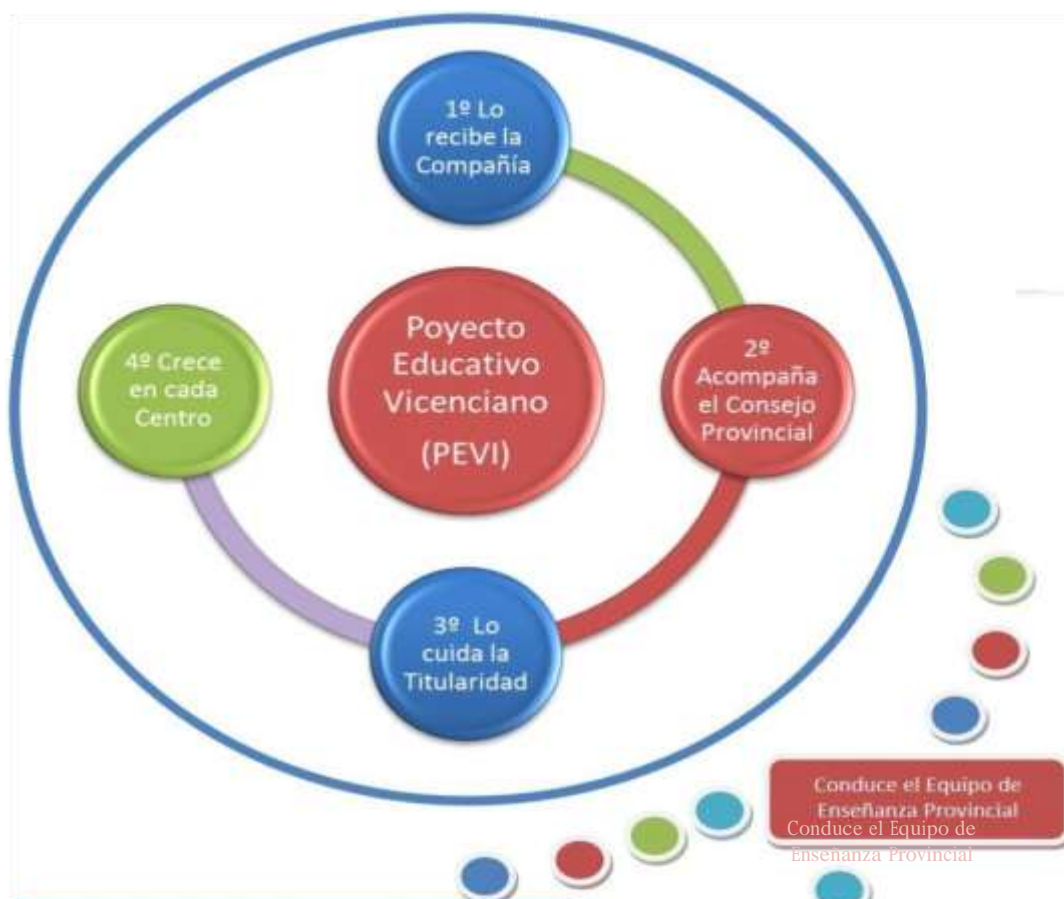 1º Lo
recibe la
Compañía
Poyecto
Educativo
Vicenciano
(PEVI)
2º
Acompaña
el Consejo
Provincial
3º Lo
cuida la
Titularidad
4º Crece
en cada
Centro
Conduce el Equipo de
Enseñanza Provincial
Conduce el Equipo de
Enseñanza Provincial